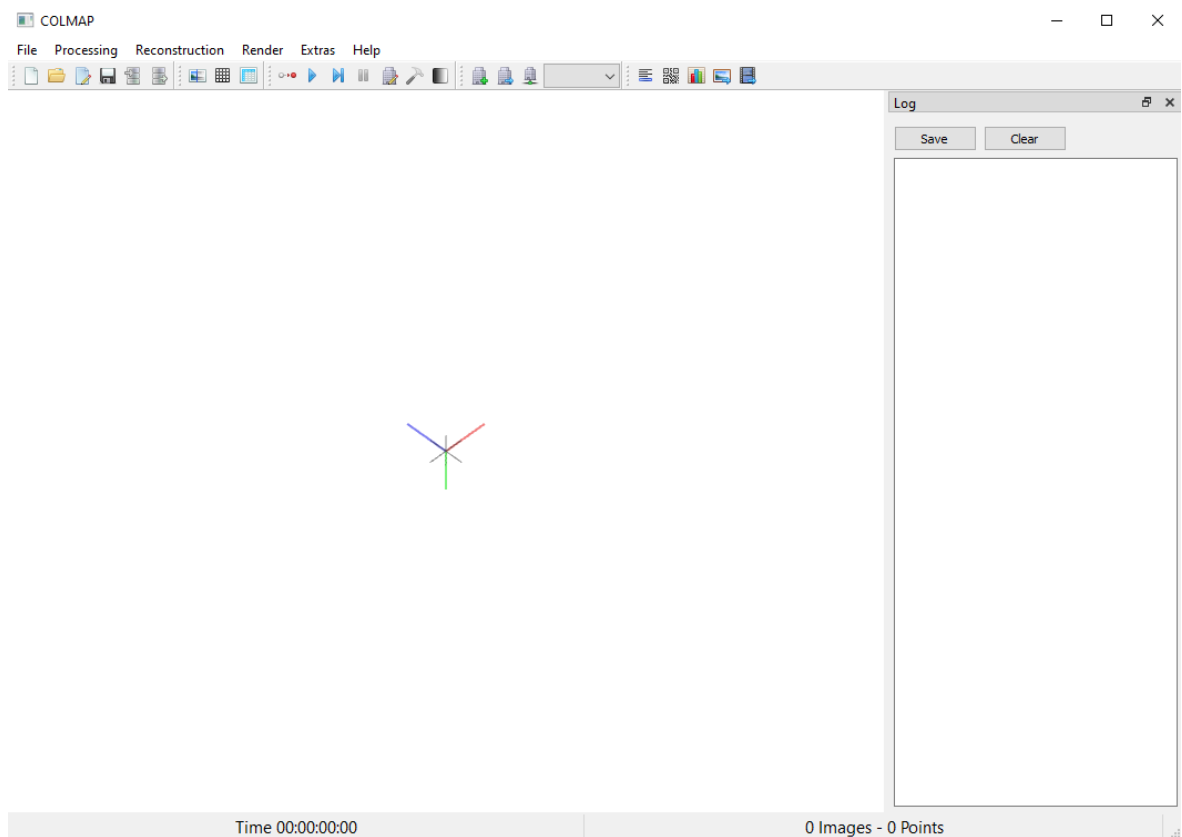 COLMAP
File Processing Reconstruction Render Extras Help
Log
Save Clear
Time 00:00:00:00
0 Images - 0 Points